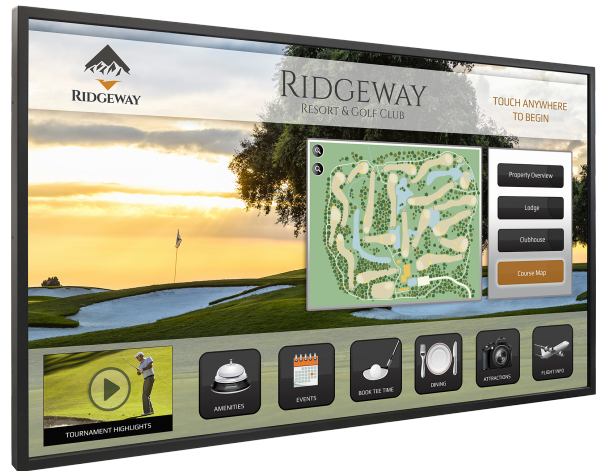 RIDGEWAY
RIDGEWAY
RESORT & GOLF CLUB
TOUCH ANYWHERE
TO BEGIN
Property Overview
Lodge
Clubhouse
Course Map
TOURNAMENT HIGHLIGHTS
AMENITIES
EVENTS
BOOK TEE TIME
DINING
ATTRACTIONS
FLIGHT INFO